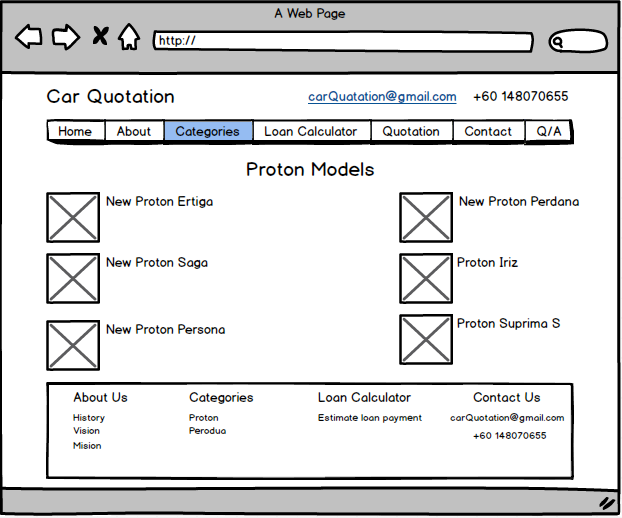 A Web Page
http://
Car Quotation
carQuatation@gmail.com +60 148070655
Home About Categories Loan Calculator Quotation Contact Q/A
Proton Models
New Proton Ertiga
New Proton Perdana
New Proton Saga
Proton Iriz
New Proton Persona
Proton Suprima S
About Us
History
Vision
Mision
Categories
Proton
Perodua
Loan Calculator
Estimate loan payment
Contact Us
carQuotation@gmail.com
+60 148070655